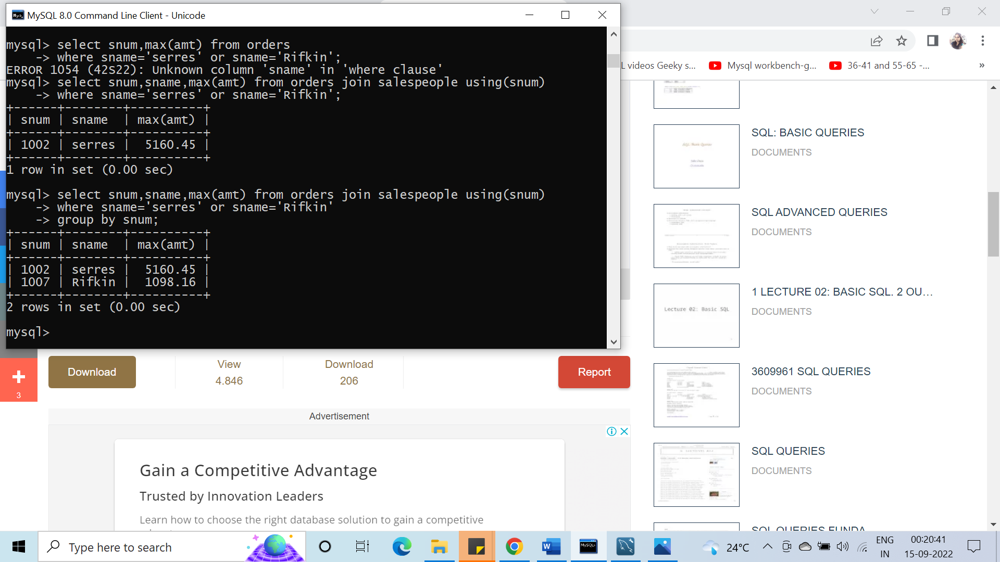 MySQL 8.0 Command Line Client - Unicode
mysql> select snum,max(amt) from orders
-> where sname='serres' or sname='Rifkin';
ERROR 1054 (42S22): Unknown column 'sname' in 'where clause'
mysql> select snum,sname,max(amt) from orders join salespeople using(snum)
-> where sname='serres' or sname='Rifkin';
+------+--------+----------+
| snum | sname  | max(amt) |
+------+--------+----------+
| 1002 | serres |  5160.45 |
+------+--------+----------+
1 row in set (0.00 sec)
mysql> select snum,sname,max(amt) from orders join salespeople using(snum)
-> where sname='serres' or sname='Rifkin'
-> group by snum;
+------+--------+----------+
| snum | sname  | max(amt) |
+------+--------+----------+
| 1002 | serres |  5160.45 |
| 1007 | Rifkin |  1098.16 |
+------+--------+----------+
2 rows in set (0.00 sec)
mysql>
L videos Geeky s...
Mysql workbench-g...
36-41 and 55-65 -...
»
SQL: BASIC QUERIES
DOCUMENTS
SQL ADVANCED QUERIES
DOCUMENTS
Lecture 02: Basic SQL
1 LECTURE 02: BASIC SQL. 2 OU...
DOCUMENTS
3609961 SQL QUERIES
DOCUMENTS
SQL QUERIES
DOCUMENTS
SQL QUERIES FUNDA
3
Download
View
4.846
Download
206
Report
Advertisement
Gain a Competitive Advantage
Trusted by Innovation Leaders
Learn how to choose the right database solution to gain a competitive
Type here to search
MySQL
24°C
ENG
IN
00:20:41
15-09-2022